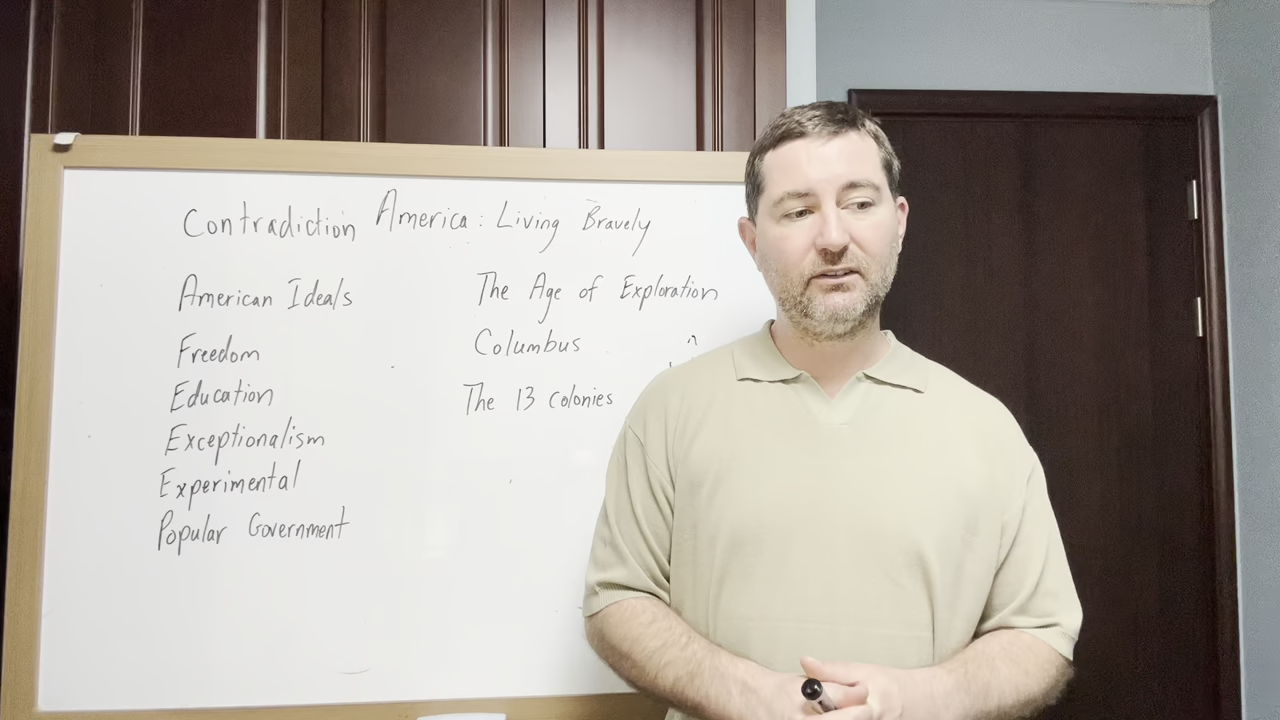 Contradiction America: Living Bravely
American Ideals
Freedom
Education
Exceptionalism
Experimental
Popular Government
The Age of Exploration
Columbus
The 13 colonies